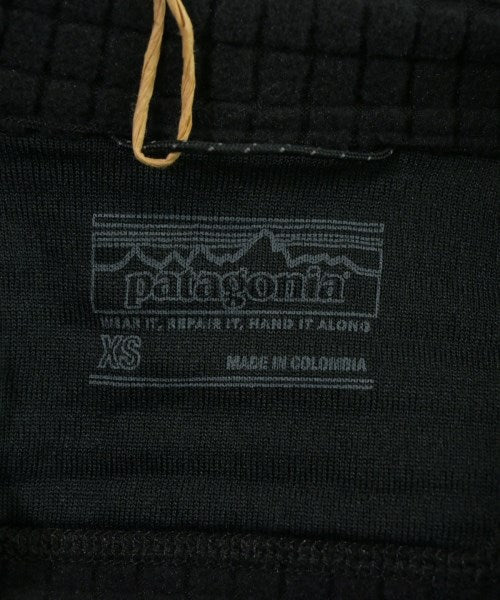 patagonia®
WEAR IT, REPAIR IT, HAND IT ALONG
XS
MADE IN COLOMBIA